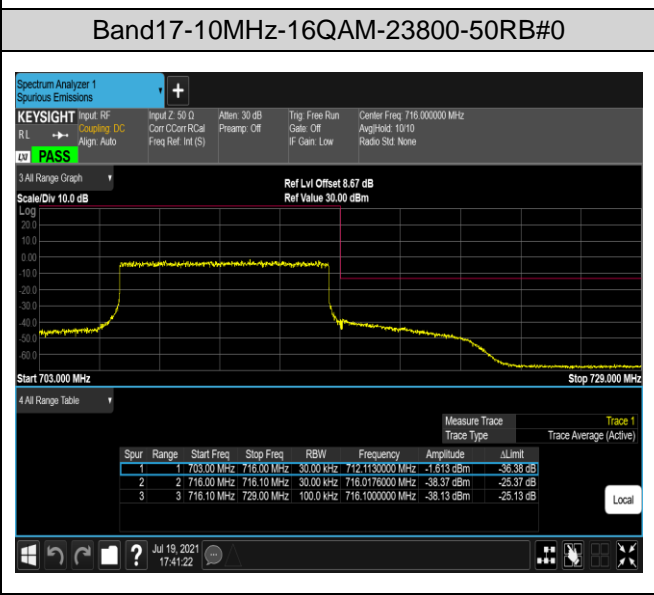 Band17-10MHz-16QAM-23800-50RB#0
Spectrum Analyzer 1
Spurious Emissions
KEYSIGHT Input: RF Input Z: 50 Ω Atten: 30 dB Trig: Free Run Center Freq: 716.000000 MHz
RL Coupling: DC Corr CCorr RCal Preamp: Off Gate: Off Avg|Hold: 10/10
Align: Auto Freq Ref: Int (S) IF Gain: Low Radio Std: None
LXI PASS
3 All Range Graph
Ref Lvl Offset 8.67 dB
Scale/Div 10.0 dB Ref Value 30.00 dBm
Log
20.0
10.0
0.00
-10.0
-20.0
-30.0
-40.0
-50.0
-60.0
Start 703.000 MHz Stop 729.000 MHz
4 All Range Table
Measure Trace Trace 1
Trace Type Trace Average (Active)
Spur Range Start Freq Stop Freq RBW Frequency Amplitude ΔLimit
1 1 703.00 MHz 716.00 MHz 30.00 kHz 712.1130000 MHz -1.613 dBm -36.38 dB
2 2 716.00 MHz 716.10 MHz 30.00 kHz 716.0176000 MHz -38.37 dBm -25.37 dB
3 3 716.10 MHz 729.00 MHz 100.0 kHz 716.1000000 MHz -38.13 dBm -25.13 dB
Local
Jul 19, 2021
17:41:22